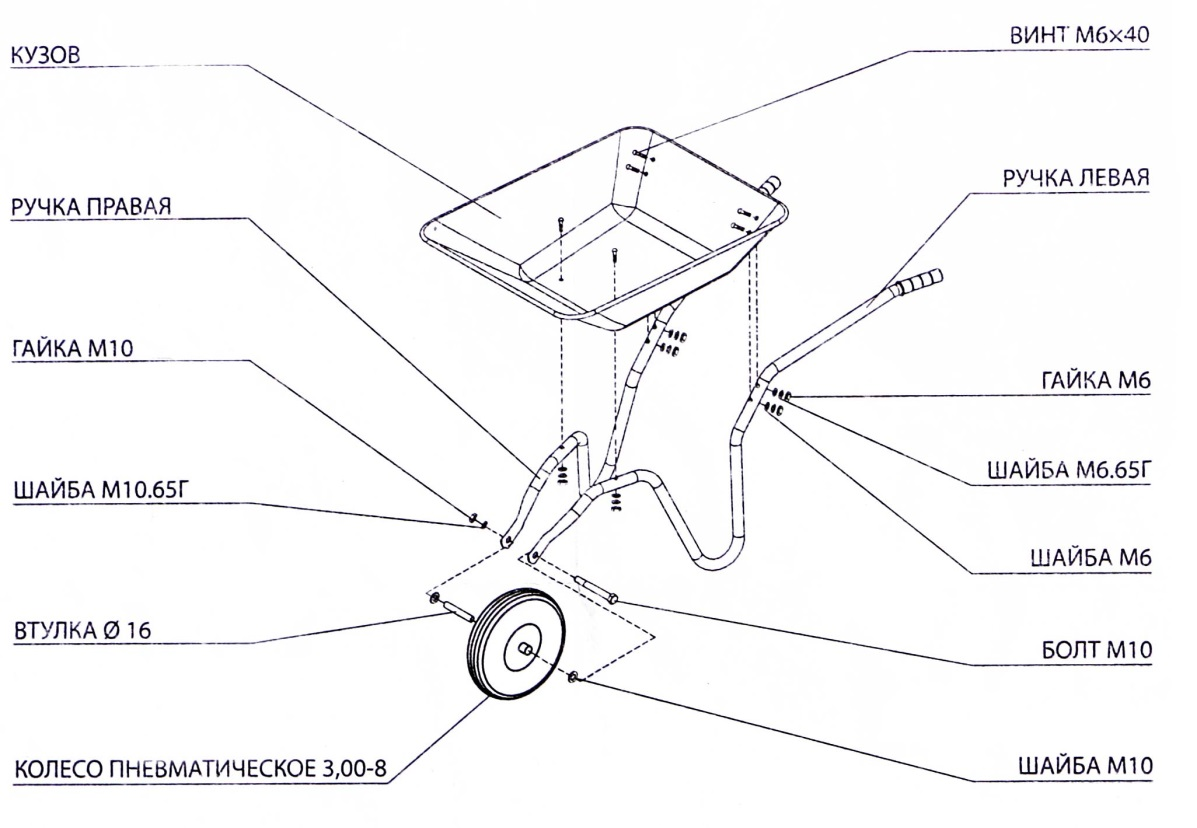 КУЗОВ
РУЧКА ПРАВАЯ
ГАЙКА М10
ШАЙБА М10.65Г
ВТУЛКА Ø 16
КОЛЕСО ПНЕВМАТИЧЕСКОЕ 3,00-8
ВИНТ М6×40
РУЧКА ЛЕВАЯ
ГАЙКА М6
ШАЙБА М6.65Г
ШАЙБА М6
БОЛТ М10
ШАЙБА М10